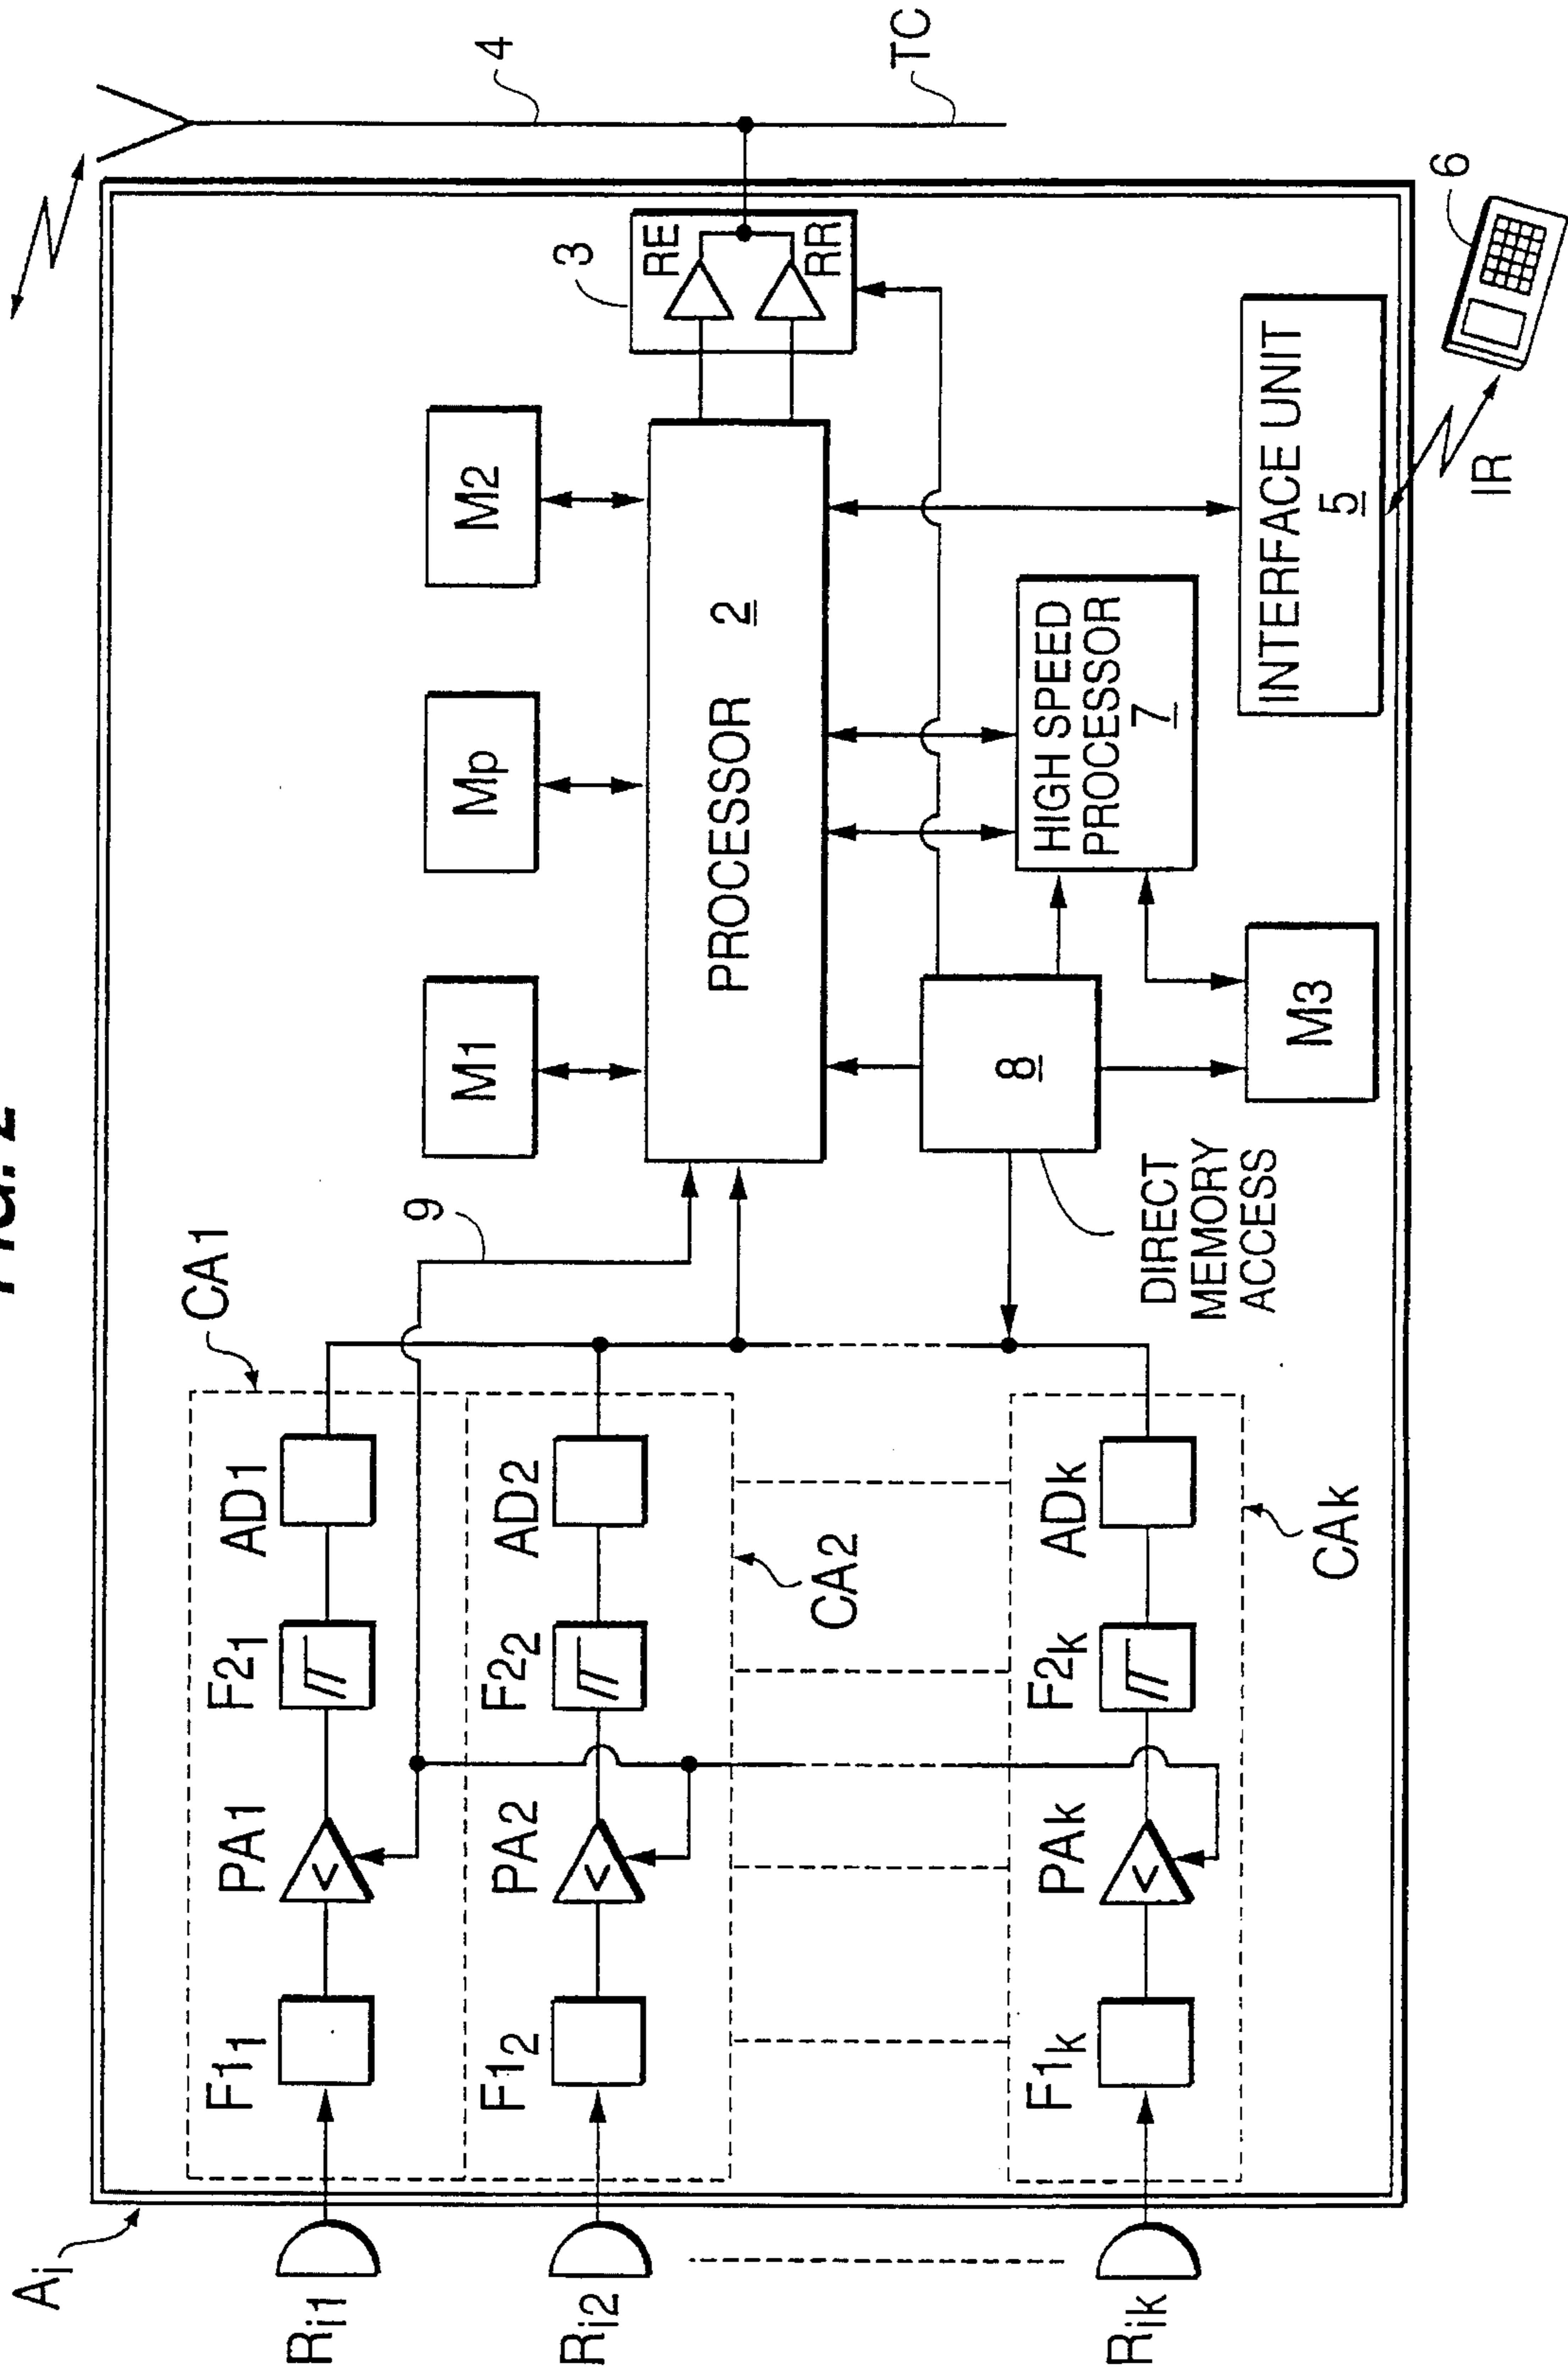 FIG. 2
Ai
4
TC
CA1
9
M1
Mp
M2
3
RE
RR
Ri1
F11
PA1
<
F21
AD1
PROCESSOR 2
Ri2
F12
PA2
<
F22
AD2
CA2
8
DIRECT
MEMORY
ACCESS
HIGH SPEED
PROCESSOR
7
M3
INTERFACE UNIT
5
6
IR
Rik
F1k
PAk
<
F2k
ADk
CAk